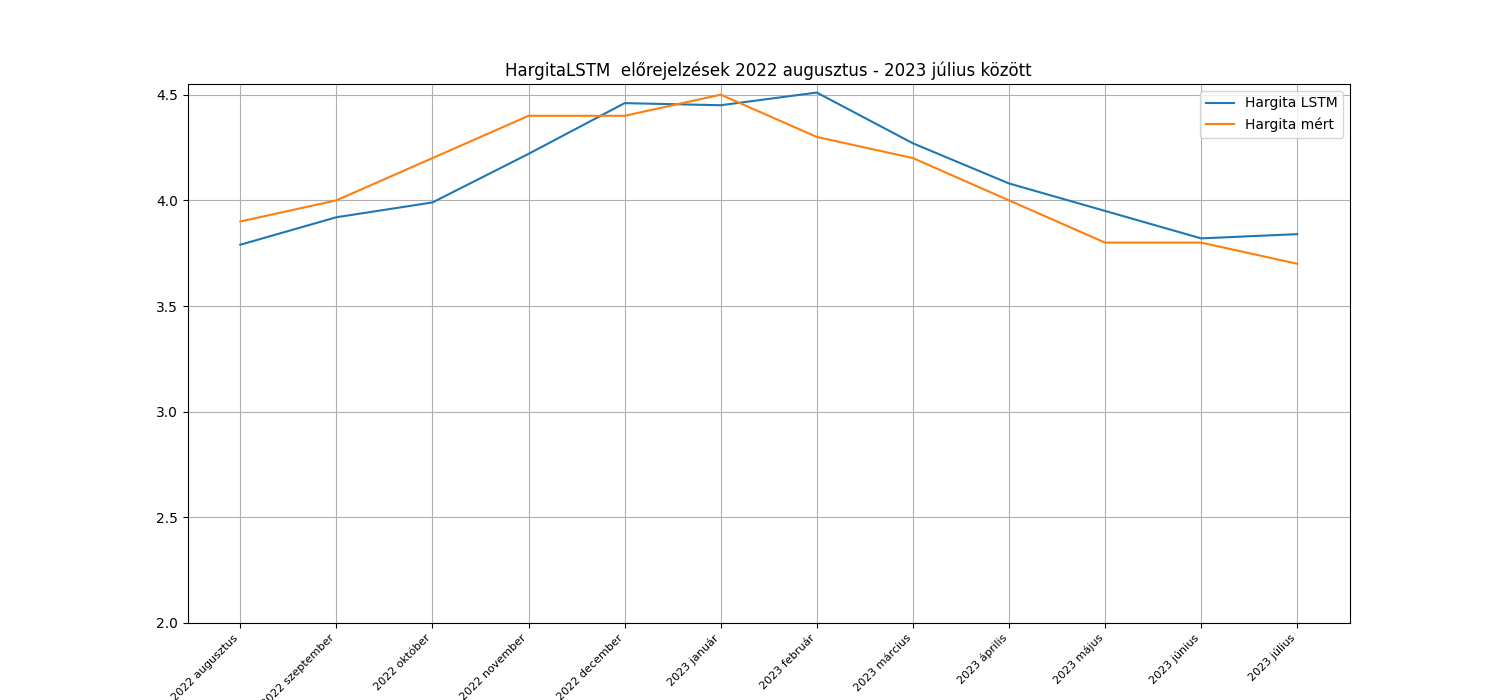 HargitaLSTM  előrejelzések 2022 augusztus - 2023 július között
Hargita LSTM
Hargita mért
4.5
4.0
3.5
3.0
2.5
2.0
2022 augusztus
022 szeptember
2022 október
2022 november
2022 december
2023 január
2023 február
2023 március
2023 április
2023 május
2023 június
2023 július